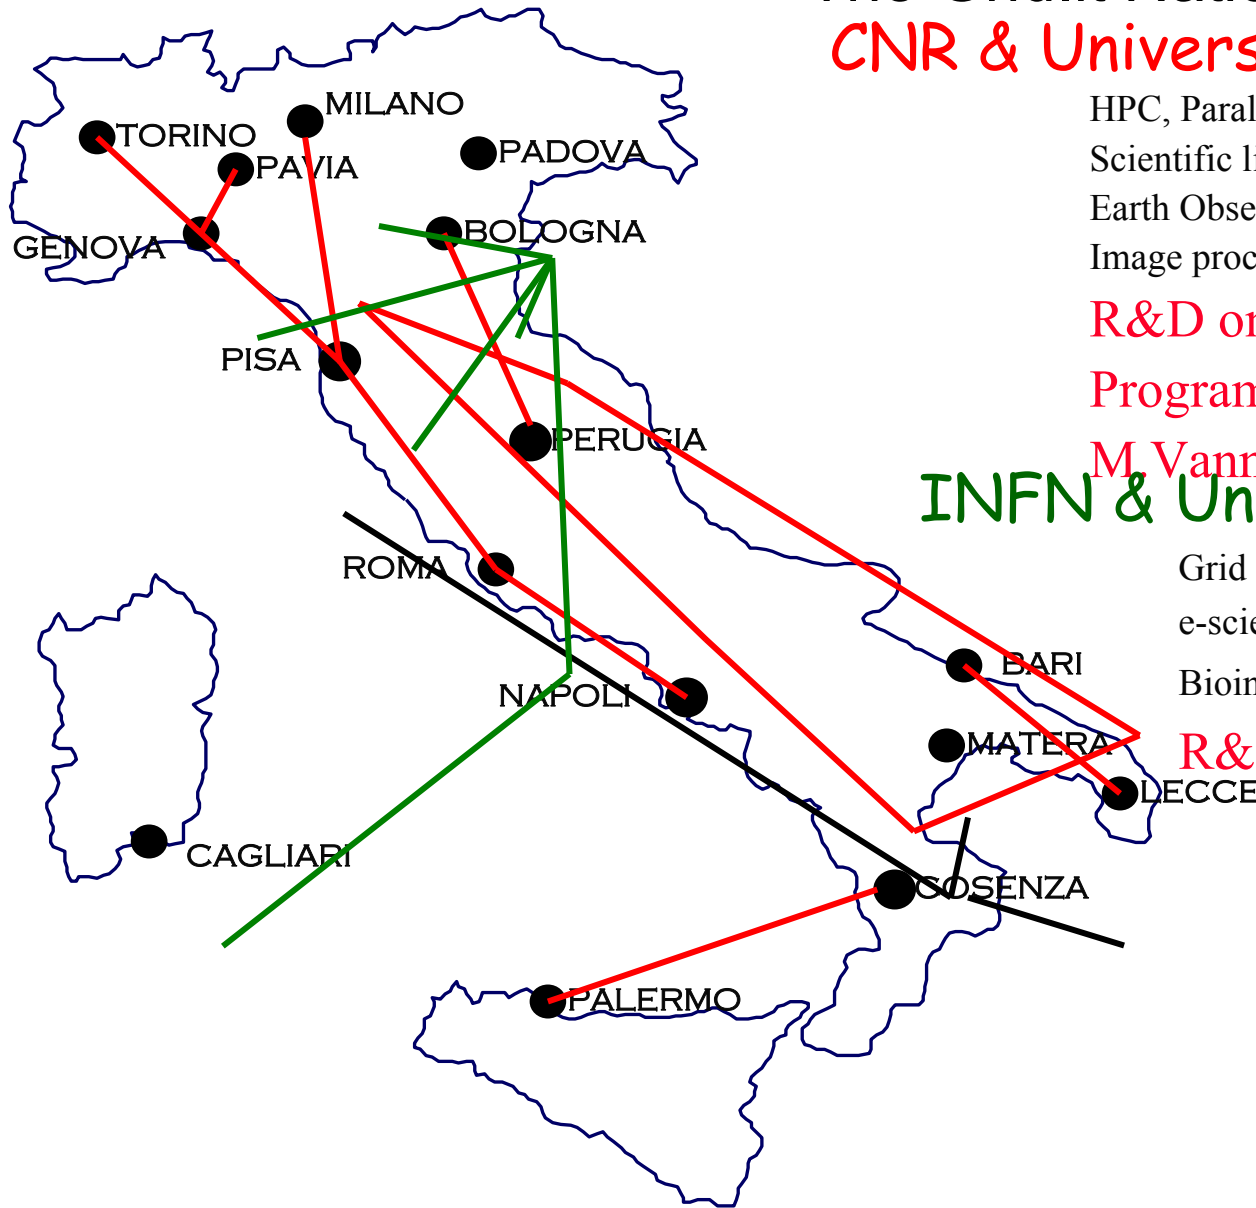 CNR & Univers
MILANO
HPC, Paral
TORINO
PADOVA
Scientific li
PAVIA
Earth Obse
BOLOGNA
GENOVA
Image proc
R&D or
PISA
Program
PERUGIA
M.Vann
INFN & Un
ROMA
Grid
e-scie
BARI
Bioin
NAPOLI
MATERA
R&
LECCE
CAGLIARI
COSENZA
PALERMO